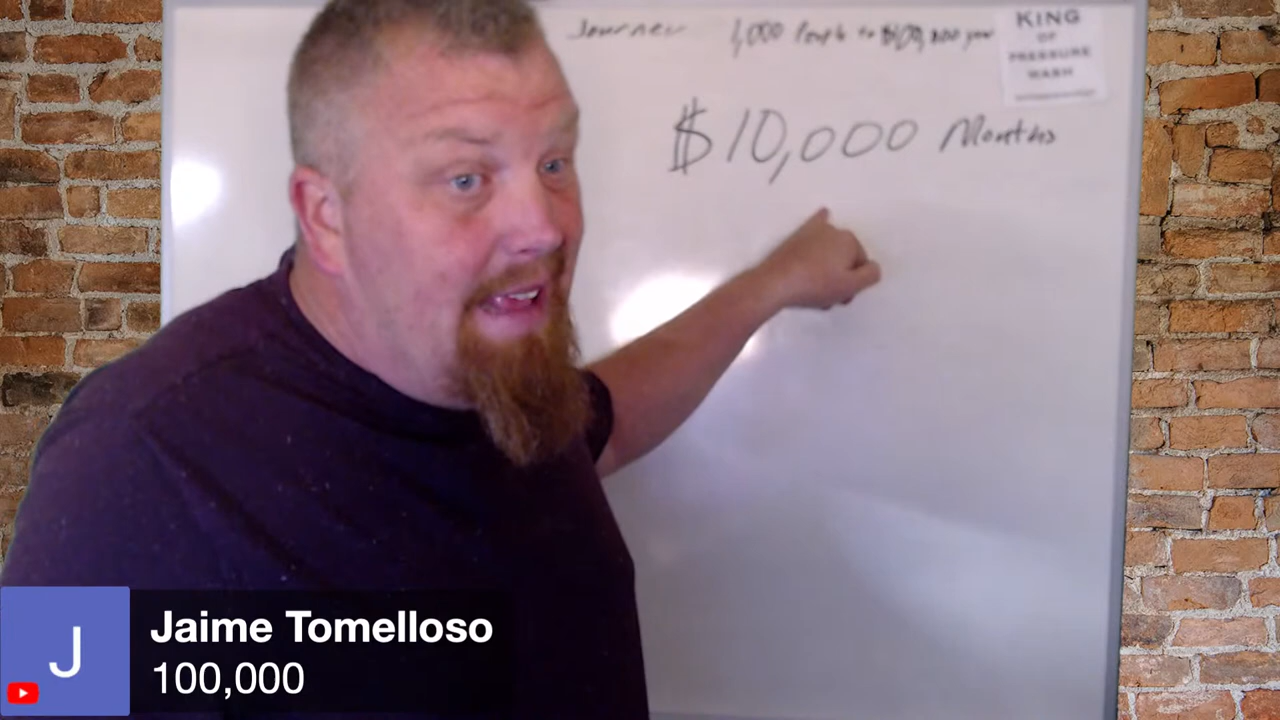 Journey 1,000 People to $100,000 year
KING
OF
PRESSURE
WASH
$10,000 Months
J
Jaime Tomelloso
100,000